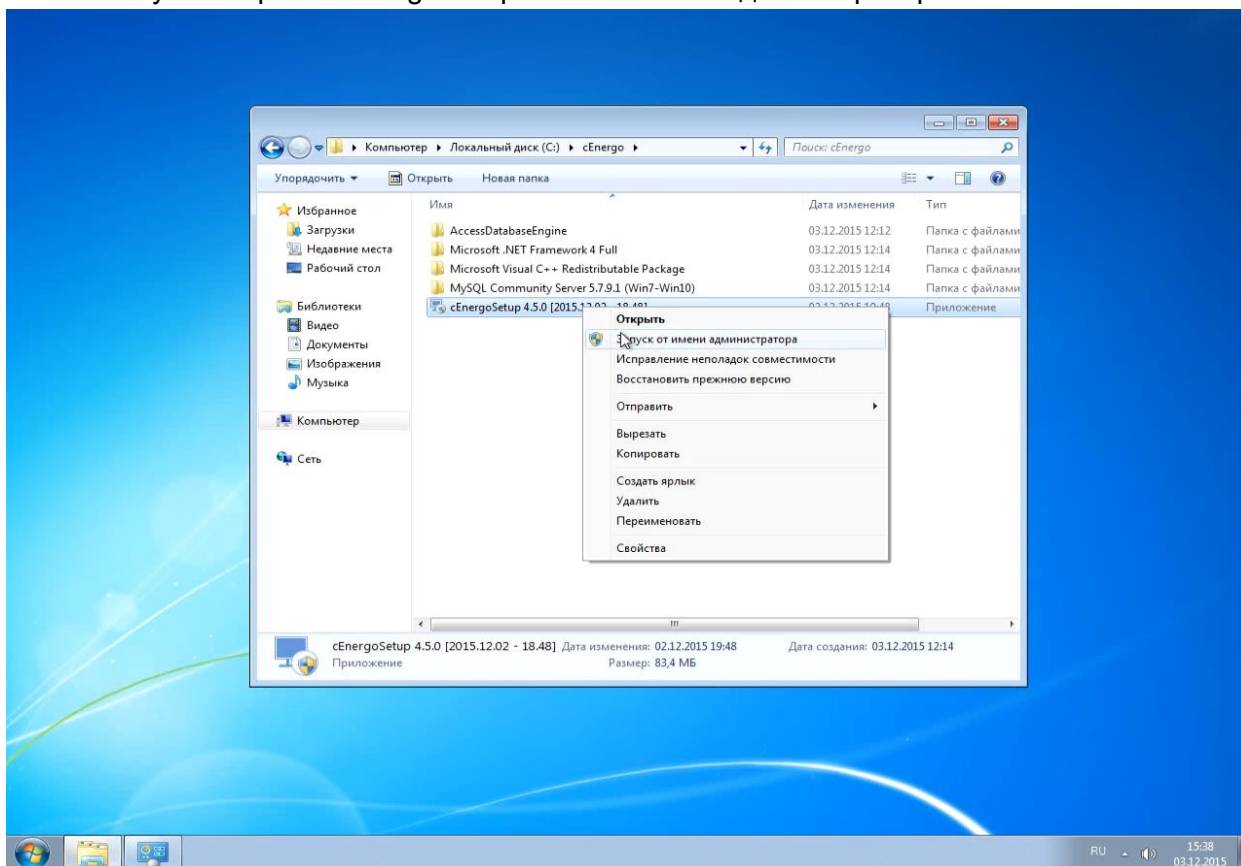 Компьютер ▸ Локальный диск (C:) ▸ cEnergo ▸ Поиск: cEnergo
Упорядочить Открыть Новая папка
Избранное
Загрузки
Недавние места
Рабочий стол
Библиотеки
Видео
Документы
Изображения
Музыка
Компьютер
Сеть
Имя Дата изменения Тип
AccessDatabaseEngine 03.12.2015 12:12 Папка с файлами
Microsoft .NET Framework 4 Full 03.12.2015 12:14 Папка с файлами
Microsoft Visual C++ Redistributable Package 03.12.2015 12:14 Папка с файлами
MySQL Community Server 5.7.9.1 (Win7-Win10) 03.12.2015 12:14 Папка с файлами
cEnergoSetup 4.5.0 Приложение
Открыть
от имени администратора
Исправление неполадок совместимости
Восстановить прежнюю версию
Отправить
Вырезать
Копировать
Создать ярлык
Удалить
Переименовать
Свойства
cEnergoSetup 4.5.0 [2015.12.02 - 18.48] Дата изменения: 02.12.2015 19:48 Дата создания: 03.12.2015 12:14
Приложение Размер: 83,4 МБ
RU 15:38
03.12.2015